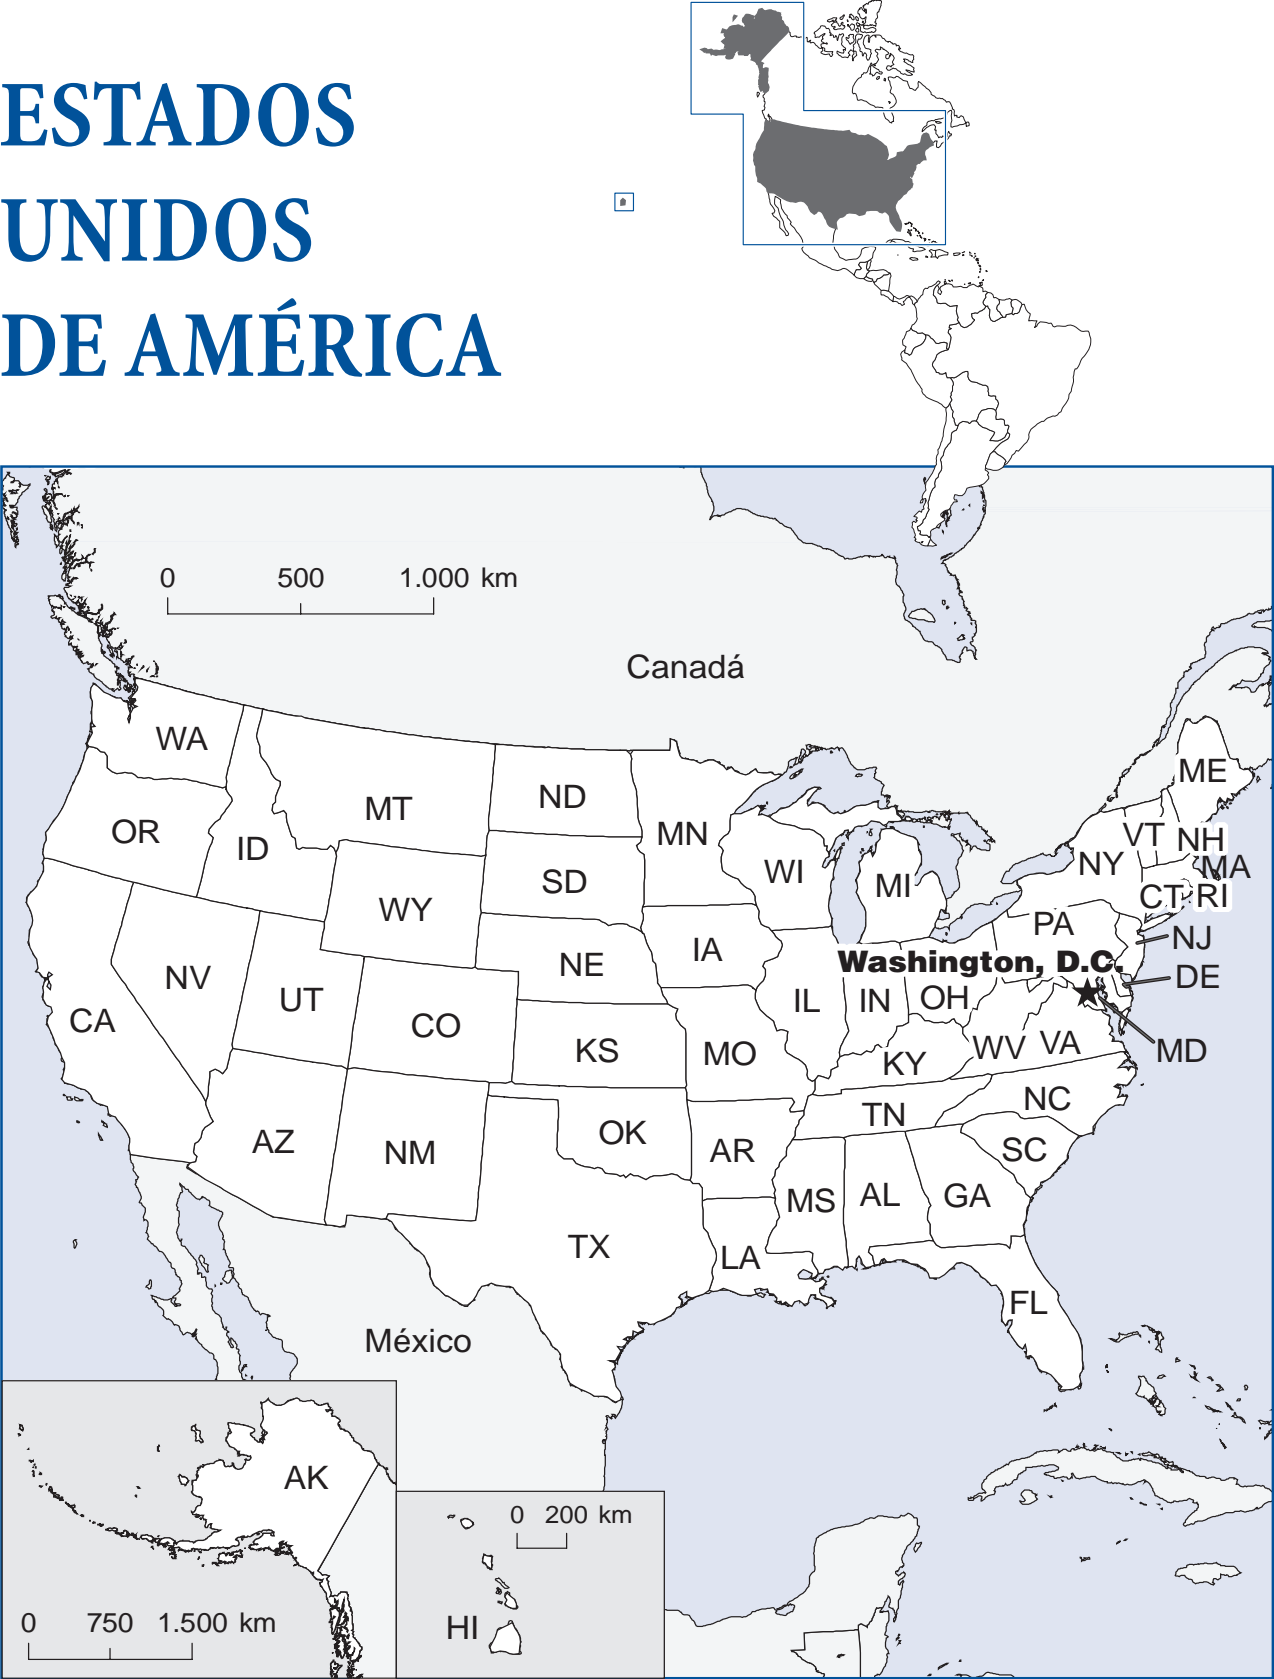 ESTADOS
UNIDOS
DE AMÉRICA
0 500 1.000 km
Canadá
WA
MT
ND
MN
OR
ID
WI
MI
ME
VT
NH
NY
MA
CT
RI
SD
WY
PA
NJ
IA
NE
Washington, D.C.
DE
NV
UT
CO
IL
IN
OH
CA
KS
MO
KY
WV
VA
MD
NC
TN
OK
AZ
NM
AR
SC
MS
AL
GA
TX
LA
FL
México
AK
0 750 1.500 km
0 200 km
HI